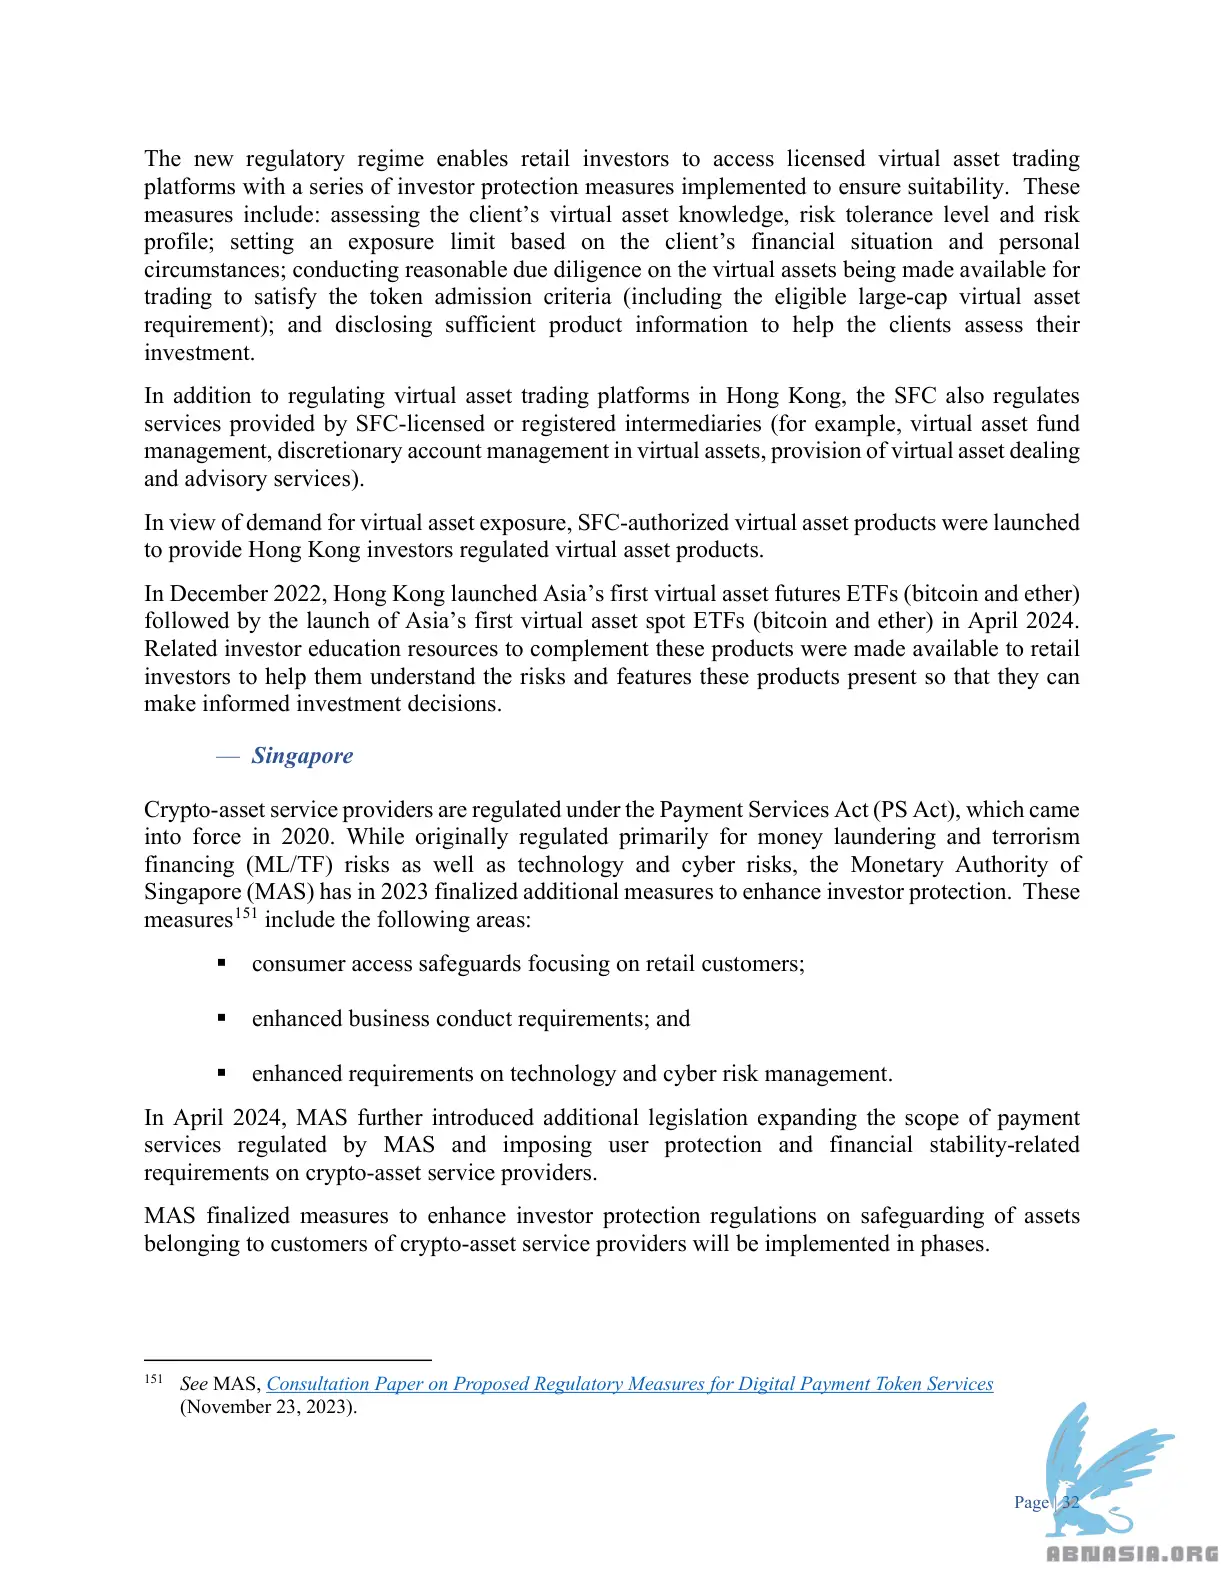 The new regulatory regime enables retail investors to access licensed virtual asset trading
platforms with a series of investor protection measures implemented to ensure suitability.  These
measures include: assessing the client’s virtual asset knowledge, risk tolerance level and risk
profile; setting an exposure limit based on the client’s financial situation and personal
circumstances; conducting reasonable due diligence on the virtual assets being made available for
trading to satisfy the token admission criteria (including the eligible large-cap virtual asset
requirement); and disclosing sufficient product information to help the clients assess their
investment.
In addition to regulating virtual asset trading platforms in Hong Kong, the SFC also regulates
services provided by SFC-licensed or registered intermediaries (for example, virtual asset fund
management, discretionary account management in virtual assets, provision of virtual asset dealing
and advisory services).
In view of demand for virtual asset exposure, SFC-authorized virtual asset products were launched
to provide Hong Kong investors regulated virtual asset products.
In December 2022, Hong Kong launched Asia’s first virtual asset futures ETFs (bitcoin and ether)
followed by the launch of Asia’s first virtual asset spot ETFs (bitcoin and ether) in April 2024.
Related investor education resources to complement these products were made available to retail
investors to help them understand the risks and features these products present so that they can
make informed investment decisions.
— Singapore
Crypto-asset service providers are regulated under the Payment Services Act (PS Act), which came
into force in 2020. While originally regulated primarily for money laundering and terrorism
financing (ML/TF) risks as well as technology and cyber risks, the Monetary Authority of
Singapore (MAS) has in 2023 finalized additional measures to enhance investor protection.  These
measures151 include the following areas:
▪ consumer access safeguards focusing on retail customers;
▪ enhanced business conduct requirements; and
▪ enhanced requirements on technology and cyber risk management.
In April 2024, MAS further introduced additional legislation expanding the scope of payment
services regulated by MAS and imposing user protection and financial stability-related
requirements on crypto-asset service providers.
MAS finalized measures to enhance investor protection regulations on safeguarding of assets
belonging to customers of crypto-asset service providers will be implemented in phases.
151 See MAS, Consultation Paper on Proposed Regulatory Measures for Digital Payment Token Services
(November 23, 2023).
Page | 32
ABNASIA.ORG